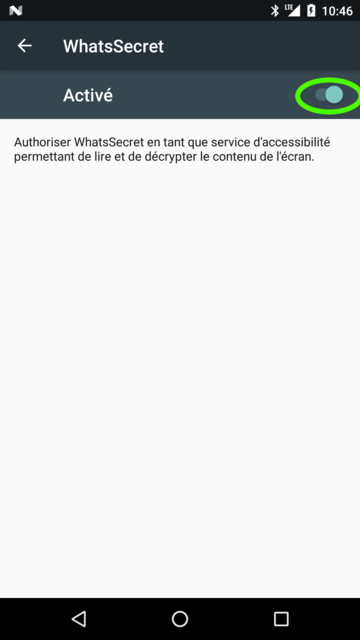 LTE 10:46
WhatsSecret
Activé
Authoriser WhatsSecret en tant que service d'accessibilité
permettant de lire et de décrypter le contenu de l'écran.